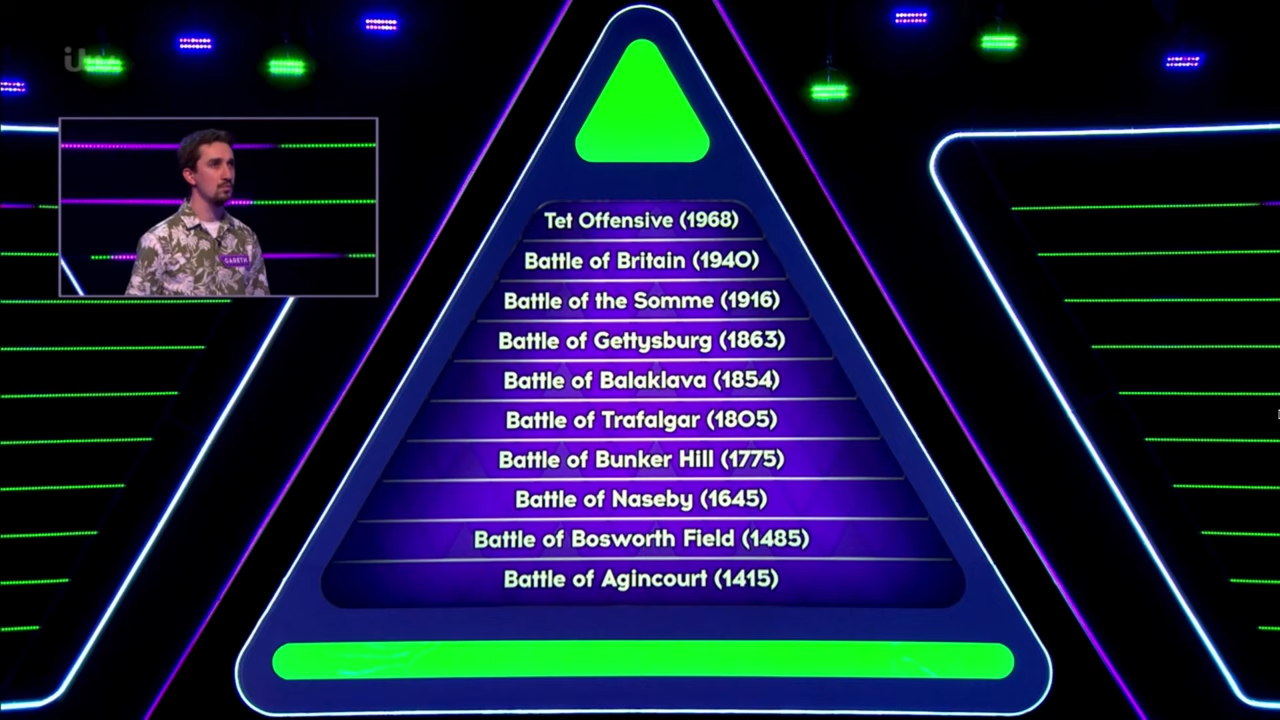 itv
GARETH
Tet Offensive (1968)
Battle of Britain (1940)
Battle of the Somme (1916)
Battle of Gettysburg (1863)
Battle of Balaklava (1854)
Battle of Trafalgar (1805)
Battle of Bunker Hill (1775)
Battle of Naseby (1645)
Battle of Bosworth Field (1485)
Battle of Agincourt (1415)